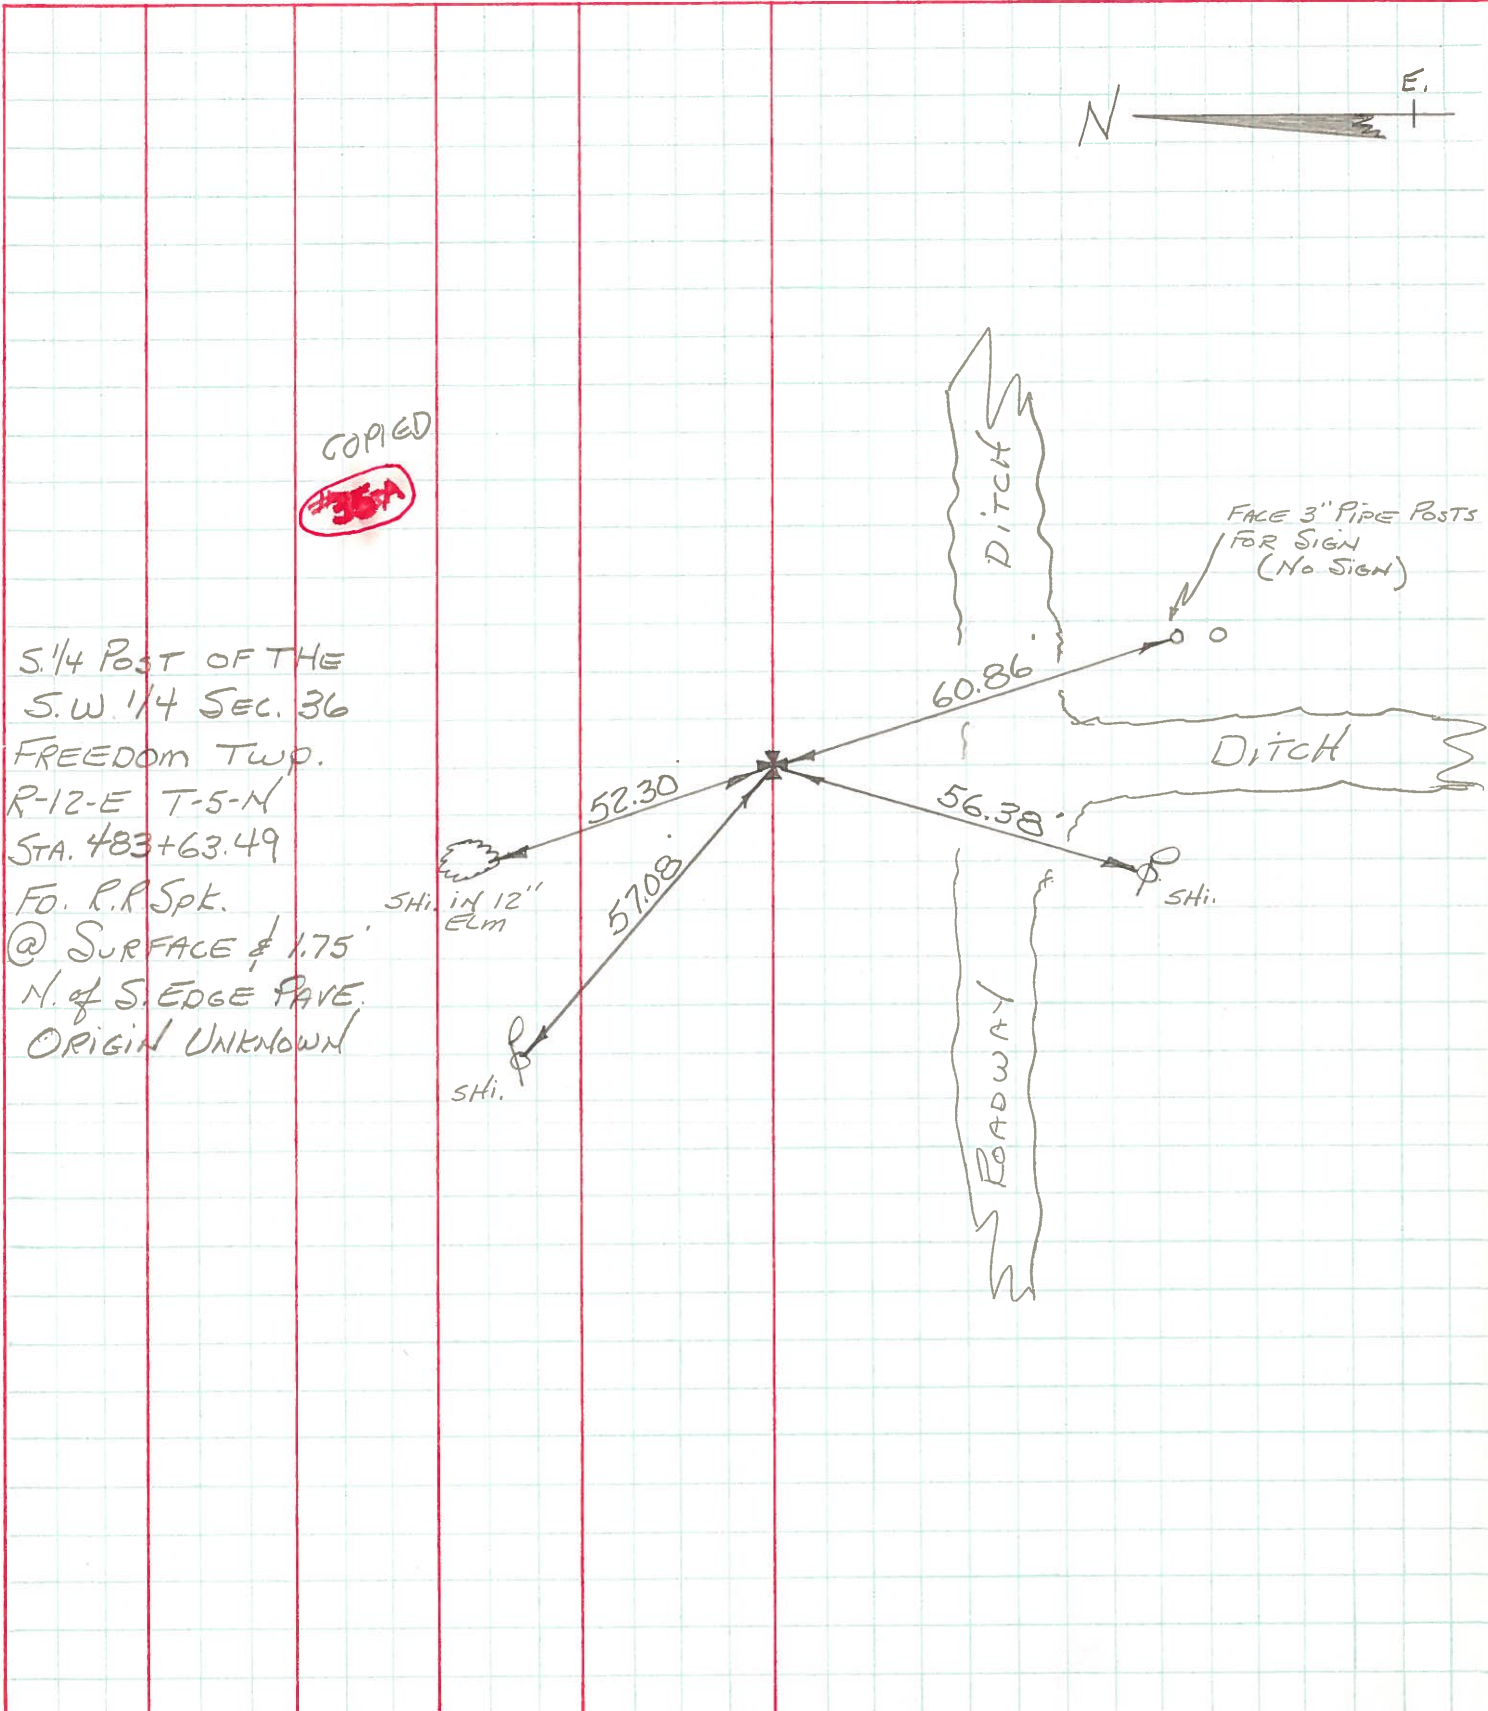 E.
N
COPIED
#35-A
DITCH
FACE 3" PIPE POSTS
FOR SIGN
(NO SIGN)
S. 1/4 POST OF THE
S.W. 1/4 SEC. 36
FREEDOM TWP.
R-12-E T-5-N
STA. 483+63.49
FD. R.R. SPK.
@ SURFACE & 1.75'
N. of S. EDGE PAVE.
ORIGIN UNKNOWN
60.86'
DITCH
52.30'
56.38'
57.08'
SHI. IN 12"
ELM
SHI.
SHI.
ROADWAY